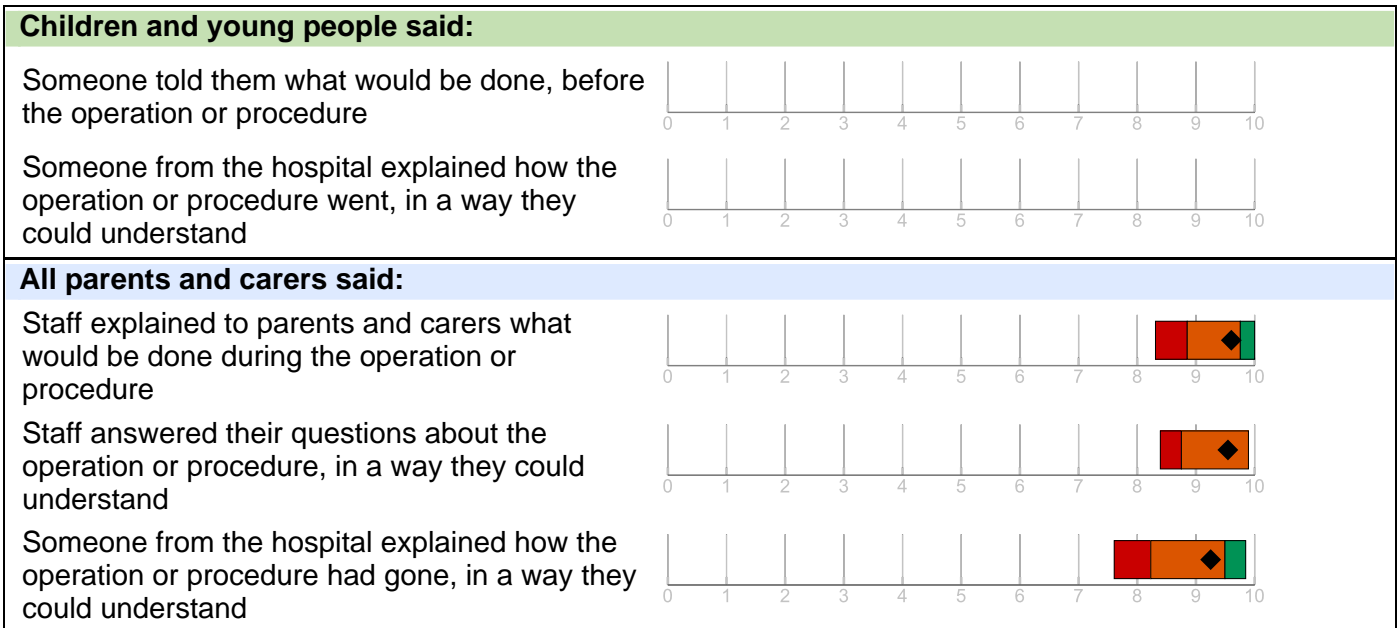 Children and young people said:
Someone told them what would be done, before
the operation or procedure
0 1 2 3 4 5 6 7 8 9 10
Someone from the hospital explained how the
operation or procedure went, in a way they
could understand
0 1 2 3 4 5 6 7 8 9 10
All parents and carers said:
Staff explained to parents and carers what
would be done during the operation or
procedure
0 1 2 3 4 5 6 7 8 9 10
Staff answered their questions about the
operation or procedure, in a way they could
understand
0 1 2 3 4 5 6 7 8 9 10
Someone from the hospital explained how the
operation or procedure had gone, in a way they
could understand
0 1 2 3 4 5 6 7 8 9 10